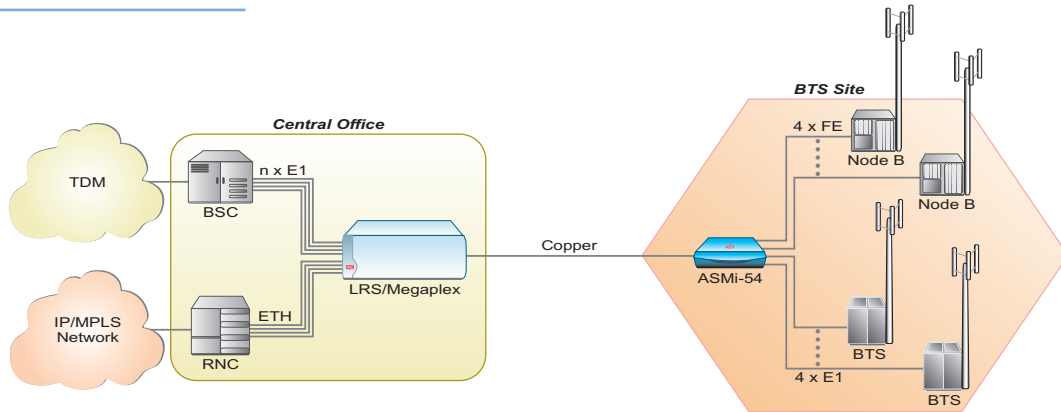 BTS Site
Central Office
4 x FE
Node B
TDM
n x E1
BSC
Node B
Copper
LRS/Megaplex
ASMi-54
ETH
IP/MPLS
Network
RNC
BTS
4 x E1
BTS